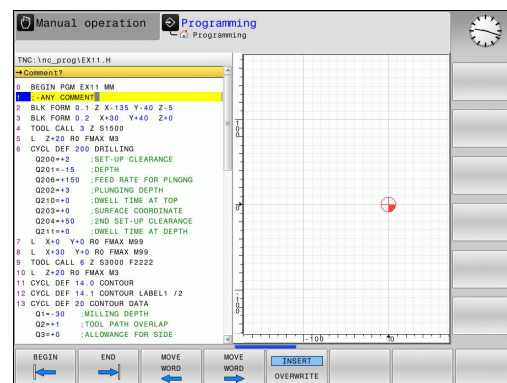 Manual operation
Programming
Programming
TNC:\nc_prog\EX11.H
→Comment?
0 BEGIN PGM EX11 MM
1 ;-ANY COMMENT
2 BLK FORM 0.1 Z X-135 Y-40 Z-5
3 BLK FORM 0.2 X+30 Y+40 Z+0
4 TOOL CALL 3 Z S1500
5 L Z+20 R0 FMAX M3
6 CYCL DEF 200 DRILLING
Q200=+2 ;SET-UP CLEARANCE
Q201=-15 ;DEPTH
Q206=+150 ;FEED RATE FOR PLNGNG
Q202=+3 ;PLUNGING DEPTH
Q210=+0 ;DWELL TIME AT TOP
Q203=+0 ;SURFACE COORDINATE
Q204=+50 ;2ND SET-UP CLEARANCE
Q211=+0 ;DWELL TIME AT DEPTH
7 L X+0 Y+0 R0 FMAX M99
8 L X+30 Y+0 R0 FMAX M99
9 TOOL CALL 6 Z S3000 F2222
10 L Z+20 R0 FMAX M3
11 CYCL DEF 14.0 CONTOUR
12 CYCL DEF 14.1 CONTOUR LABEL1 /2
13 CYCL DEF 20 CONTOUR DATA
Q1=-30 ;MILLING DEPTH
Q2=+1 ;TOOL PATH OVERLAP
Q3=+0 ;ALLOWANCE FOR SIDE
100
0
-100
-100
0
BEGIN
END
MOVE WORD
MOVE WORD
INSERT
OVERWRITE